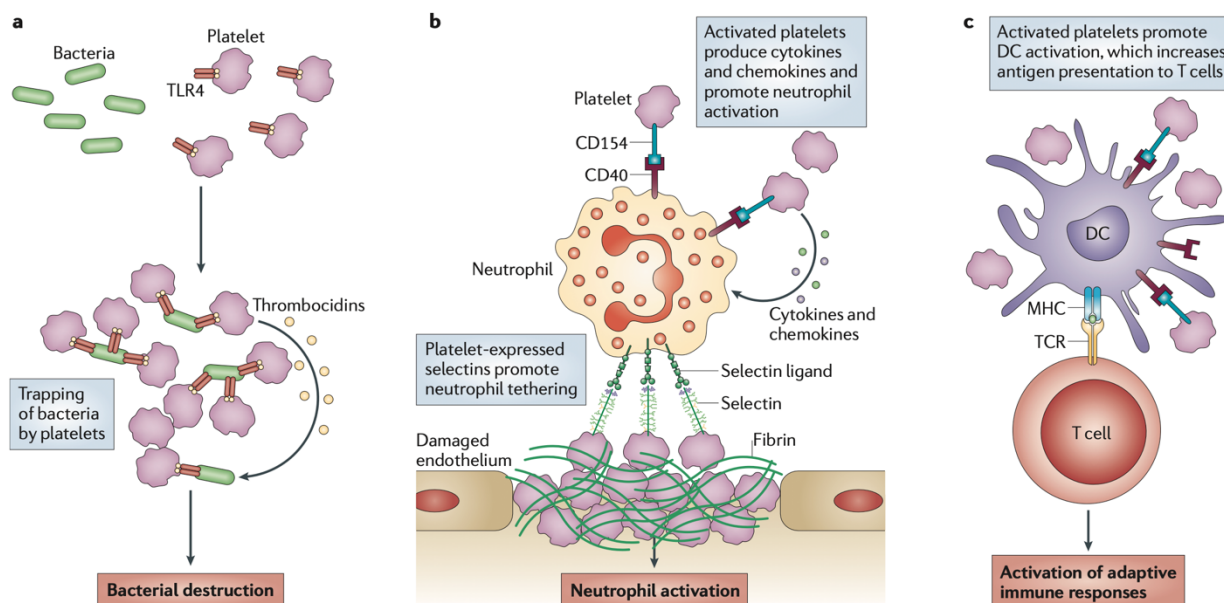 a
Bacteria
Platelet
TLR4
Thrombocidins
Trapping
of bacteria
by platelets
Bacterial destruction
b
Activated platelets
produce cytokines
and chemokines and
promote neutrophil
activation
Platelet
CD154
CD40
Neutrophil
Cytokines and
chemokines
Platelet-expressed
selectins promote
neutrophil tethering
Selectin ligand
Selectin
Damaged
endothelium
Fibrin
Neutrophil activation
c
Activated platelets promote
DC activation, which increases
antigen presentation to T cells
DC
MHC
TCR
T cell
Activation of adaptive
immune responses